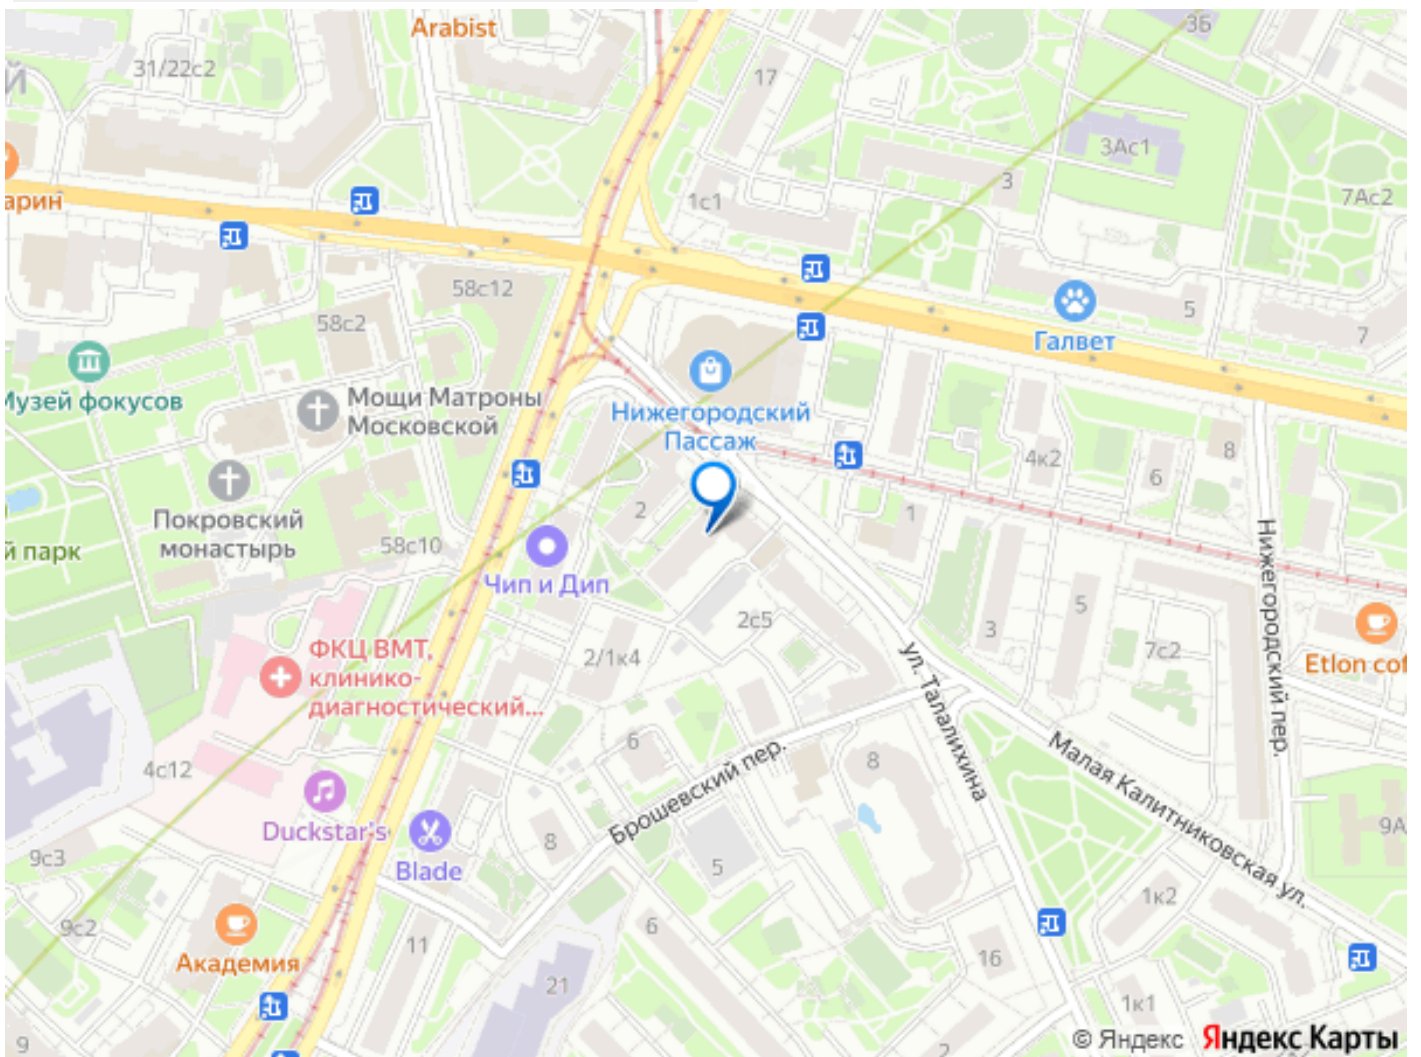 Arabist
3Б
31/22с2
Й
17
3Ас1
3
7Ас2
арин
1с1
58с12
5
58с2
Галвет
7
Музей фокусов
Мощи Матроны
Московской
Нижегородский
Пассаж
8
4к2
6
Покровский
монастырь
2
1
й парк
58с10
Чип и Дип
Нижегородский пер.
2с5
5
3
ФКЦ ВМТ,
клинико-
диагностический...
2/1к4
ул. Талалихина
7с2
Etlon cof
6
Брошевский пер.
8
Малая Калитниковская ул.
4с12
Duckstar's
Blade
8
5
9А
9с3
1к2
9с2
6
11
Академия
16
21
1к1
9
2
© Яндекс Яндекс Карты